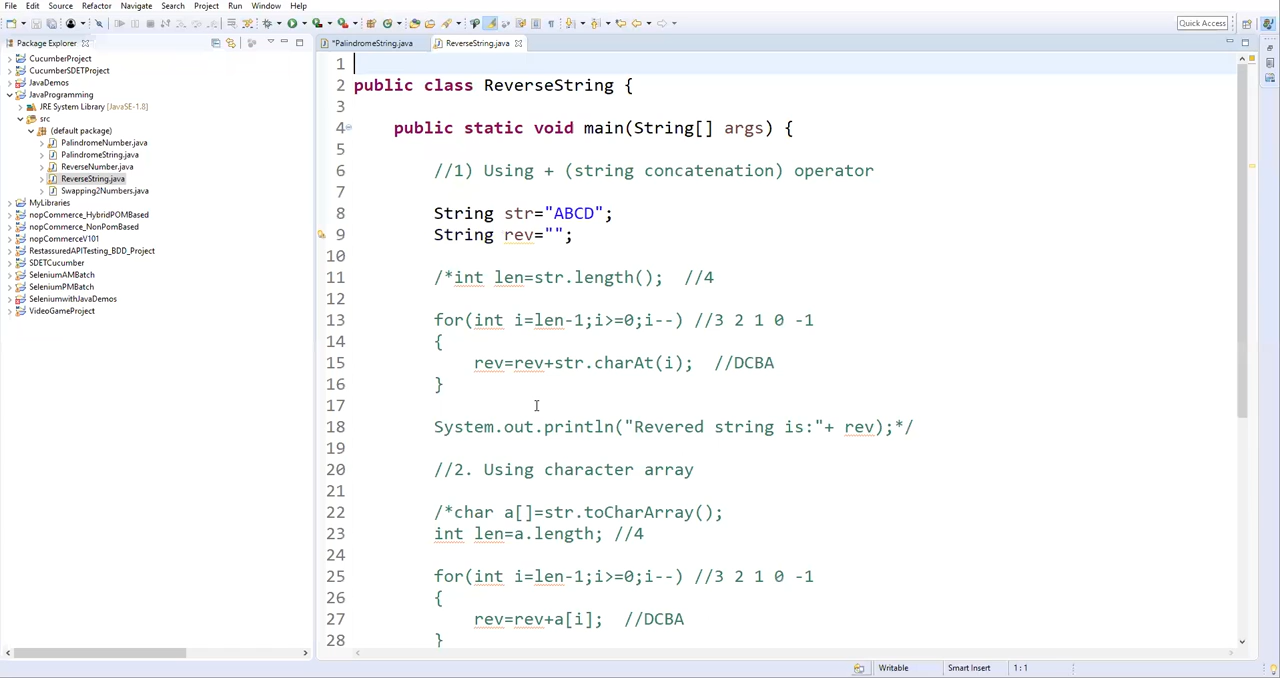 File Edit Source Refactor Navigate Search Project Run Window Help
Quick Access
Package Explorer
*PalindromeString.java
ReverseString.java
CucumberProject
CucumberSDETProject
JavaDemos
JavaProgramming
JRE System Library [JavaSE-1.8]
src
(default package)
PalindromeNumber.java
PalindromeString.java
ReverseNumber.java
ReverseString.java
Swapping2Numbers.java
MyLibraries
nopCommerce_HybridPOMBased
nopCommerce_NonPomBased
nopCommerceV101
RestassuredAPITesting_BDD_Project
SDETCucumber
SeleniumAMBatch
SeleniumPMBatch
SeleniumwithJavaDemos
VideoGameProject
1
2 public class ReverseString {
3
4 public static void main(String[] args) {
5
6 //1) Using + (string concatenation) operator
7
8 String str="ABCD";
9 String rev="";
10
11 /*int len=str.length(); //4
12
13 for(int i=len-1;i>=0;i--) //3 2 1 0 -1
14 {
15 rev=rev+str.charAt(i); //DCBA
16 }
17
18 System.out.println("Revered string is:"+ rev);*/
19
20 //2. Using character array
21
22 /*char a[]=str.toCharArray();
23 int len=a.length; //4
24
25 for(int i=len-1;i>=0;i--) //3 2 1 0 -1
26 {
27 rev=rev+a[i]; //DCBA
28 }
Writable
Smart Insert
1 : 1